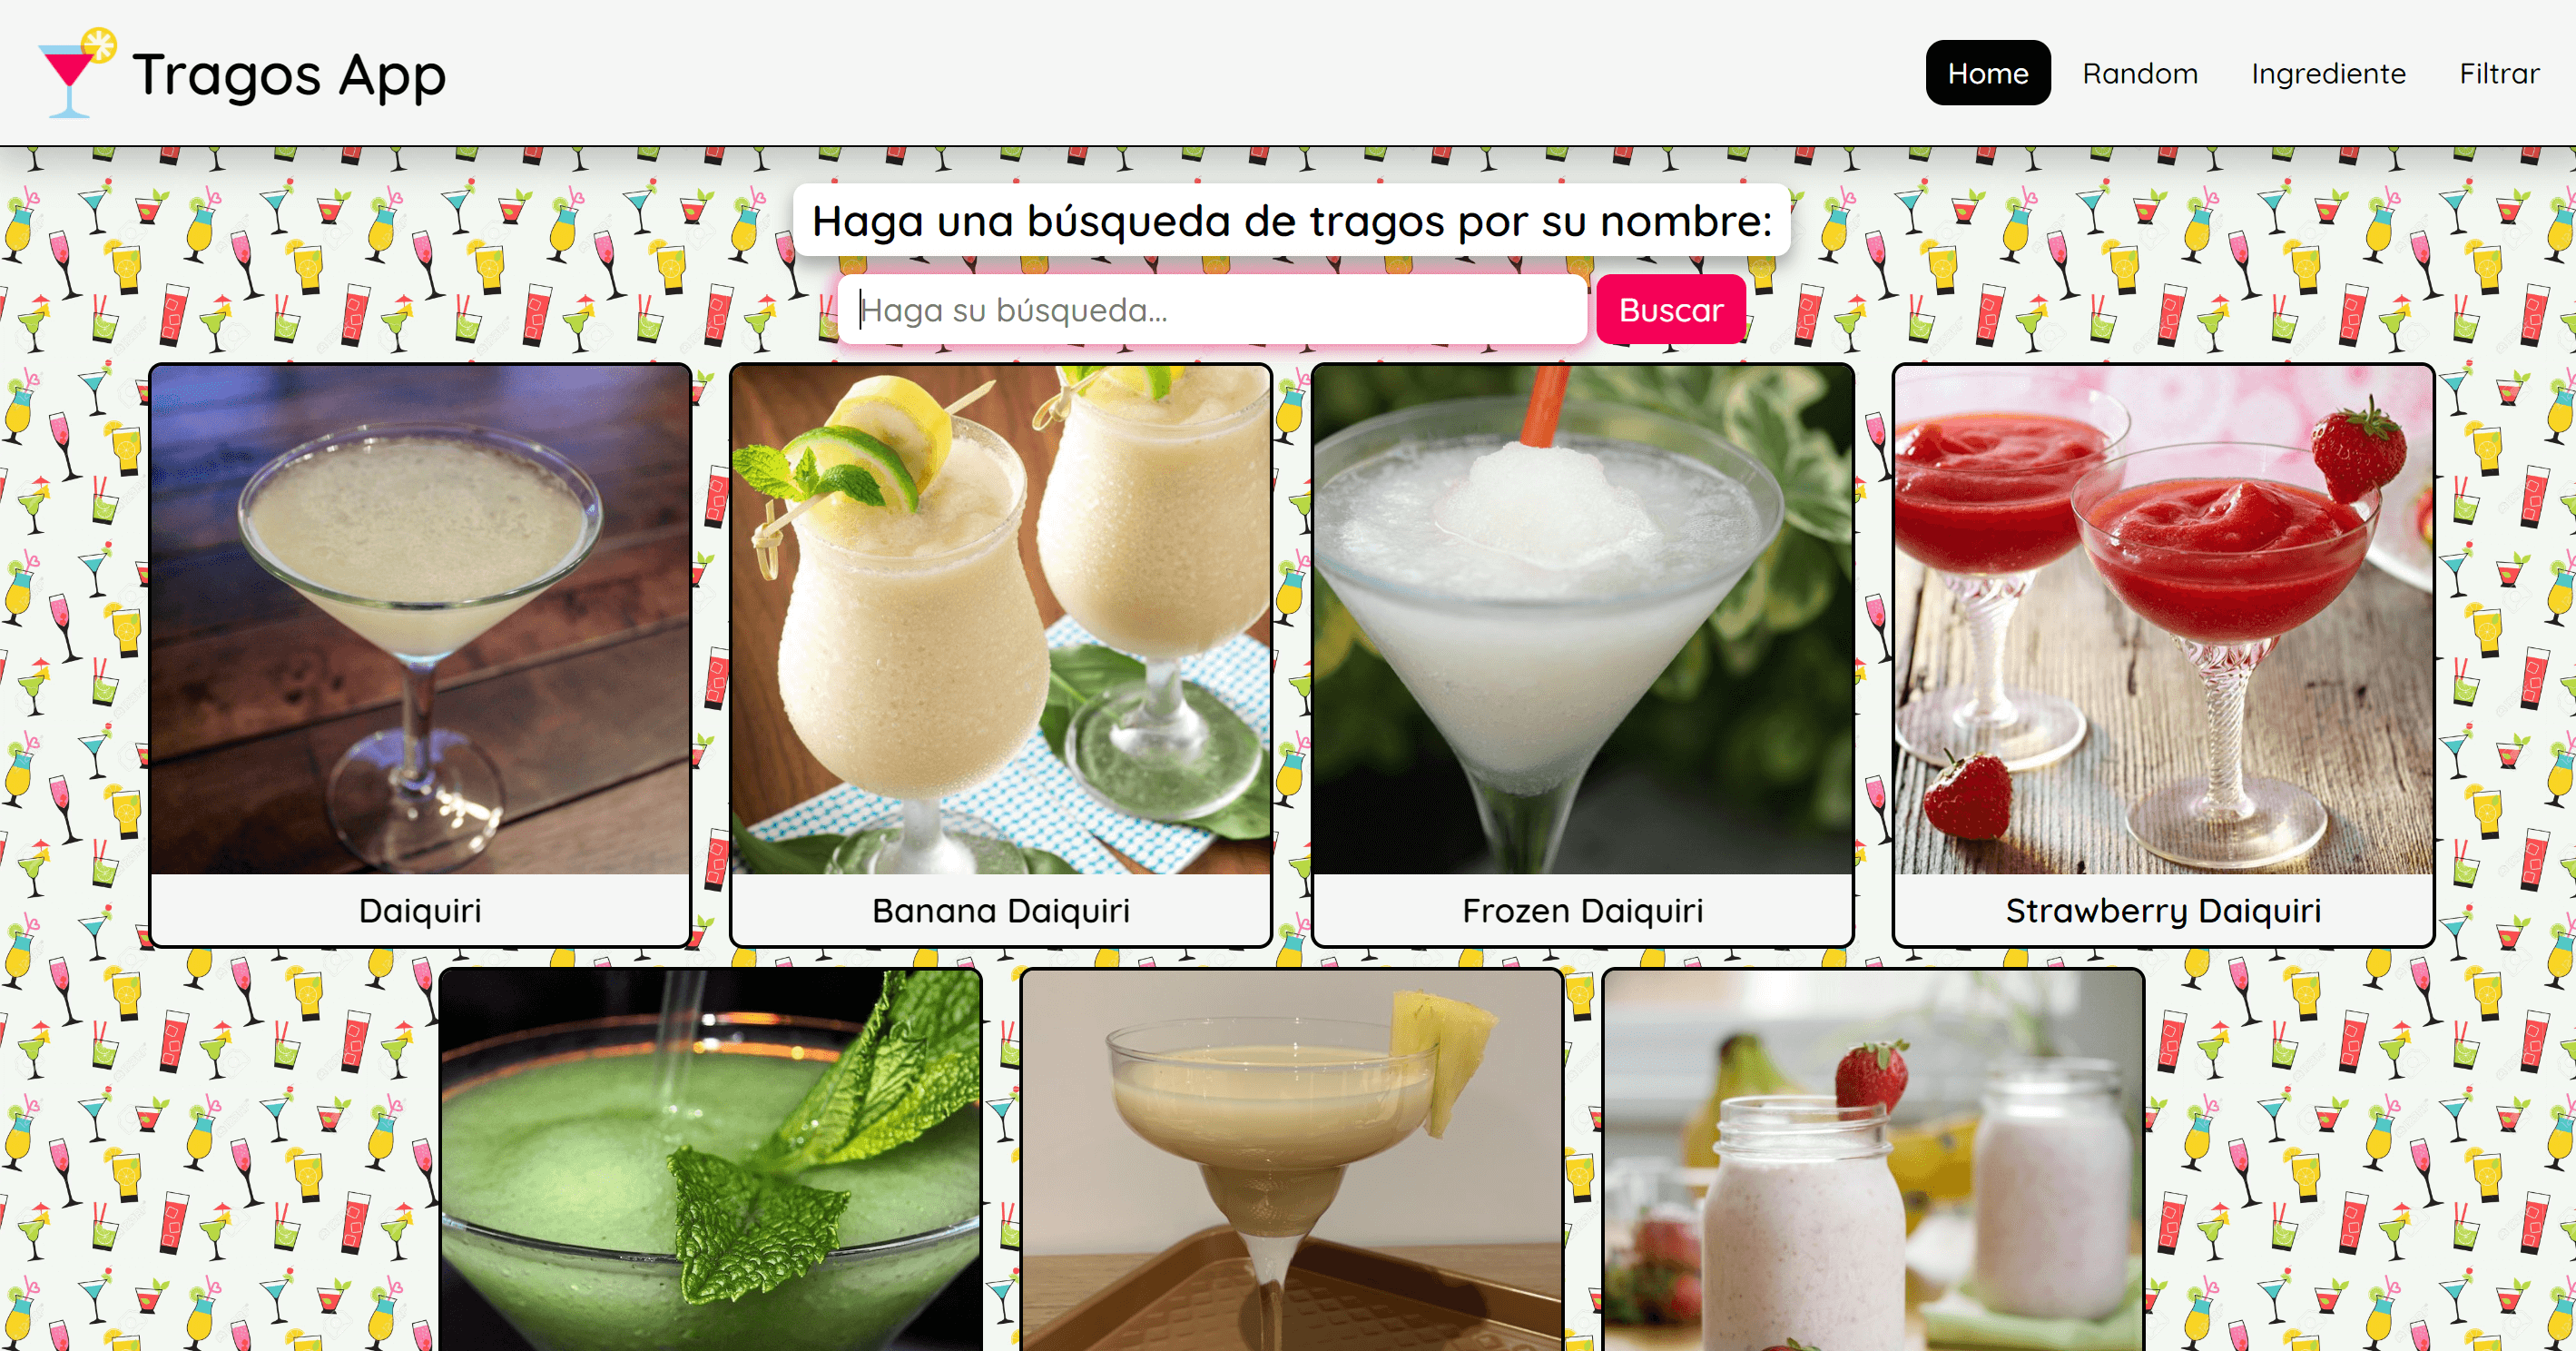 Tragos App
Home
Random
Ingrediente
Filtrar
Haga una búsqueda de tragos por su nombre:
Haga su búsqueda...
Buscar
Daiquiri
Banana Daiquiri
Frozen Daiquiri
Strawberry Daiquiri